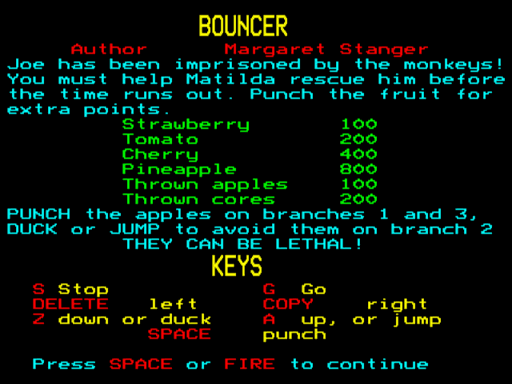 BOUNCER
Author Margaret Stanger
Joe has been imprisoned by the monkeys!
You must help Matilda rescue him before
the time runs out. Punch the fruit for
extra points.
Strawberry 100
Tomato 200
Cherry 400
Pineapple 800
Thrown apples 100
Thrown cores 200
PUNCH the apples on branches 1 and 3,
DUCK or JUMP to avoid them on branch 2
THEY CAN BE LETHAL!
KEYS
S Stop G Go
DELETE left COPY right
Z down or duck A up, or jump
SPACE punch
Press SPACE or FIRE to continue